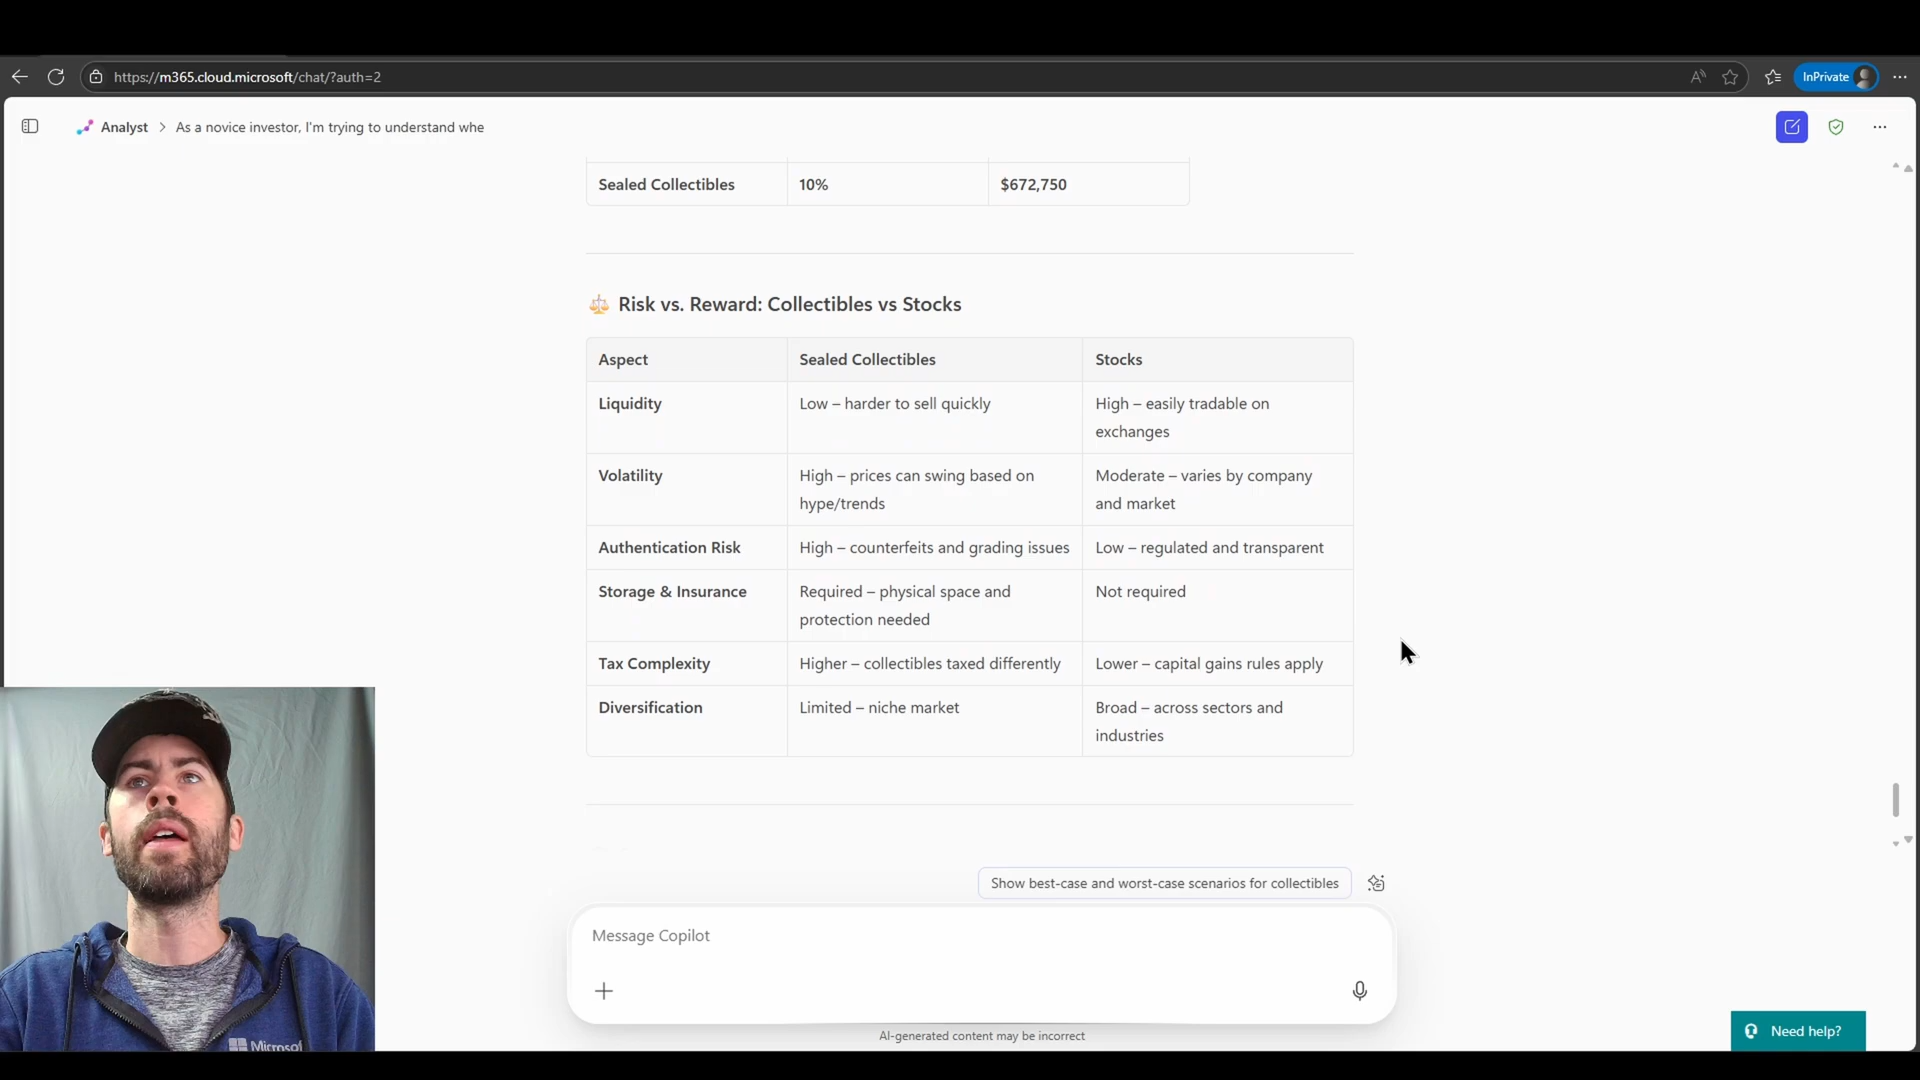 https://m365.cloud.microsoft/chat/?auth=2
InPrivate
Analyst > As a novice investor, I'm trying to understand whe
Sealed Collectibles 10% $672,750
Risk vs. Reward: Collectibles vs Stocks
Aspect Sealed Collectibles Stocks
Liquidity Low – harder to sell quickly High – easily tradable on
exchanges
Volatility High – prices can swing based on Moderate – varies by company
hype/trends and market
Authentication Risk High – counterfeits and grading issues Low – regulated and transparent
Storage & Insurance Required – physical space and Not required
protection needed
Tax Complexity Higher – collectibles taxed differently Lower – capital gains rules apply
Diversification Limited – niche market Broad – across sectors and
industries
Show best-case and worst-case scenarios for collectibles
Message Copilot
AI-generated content may be incorrect
Need help?
Microsof